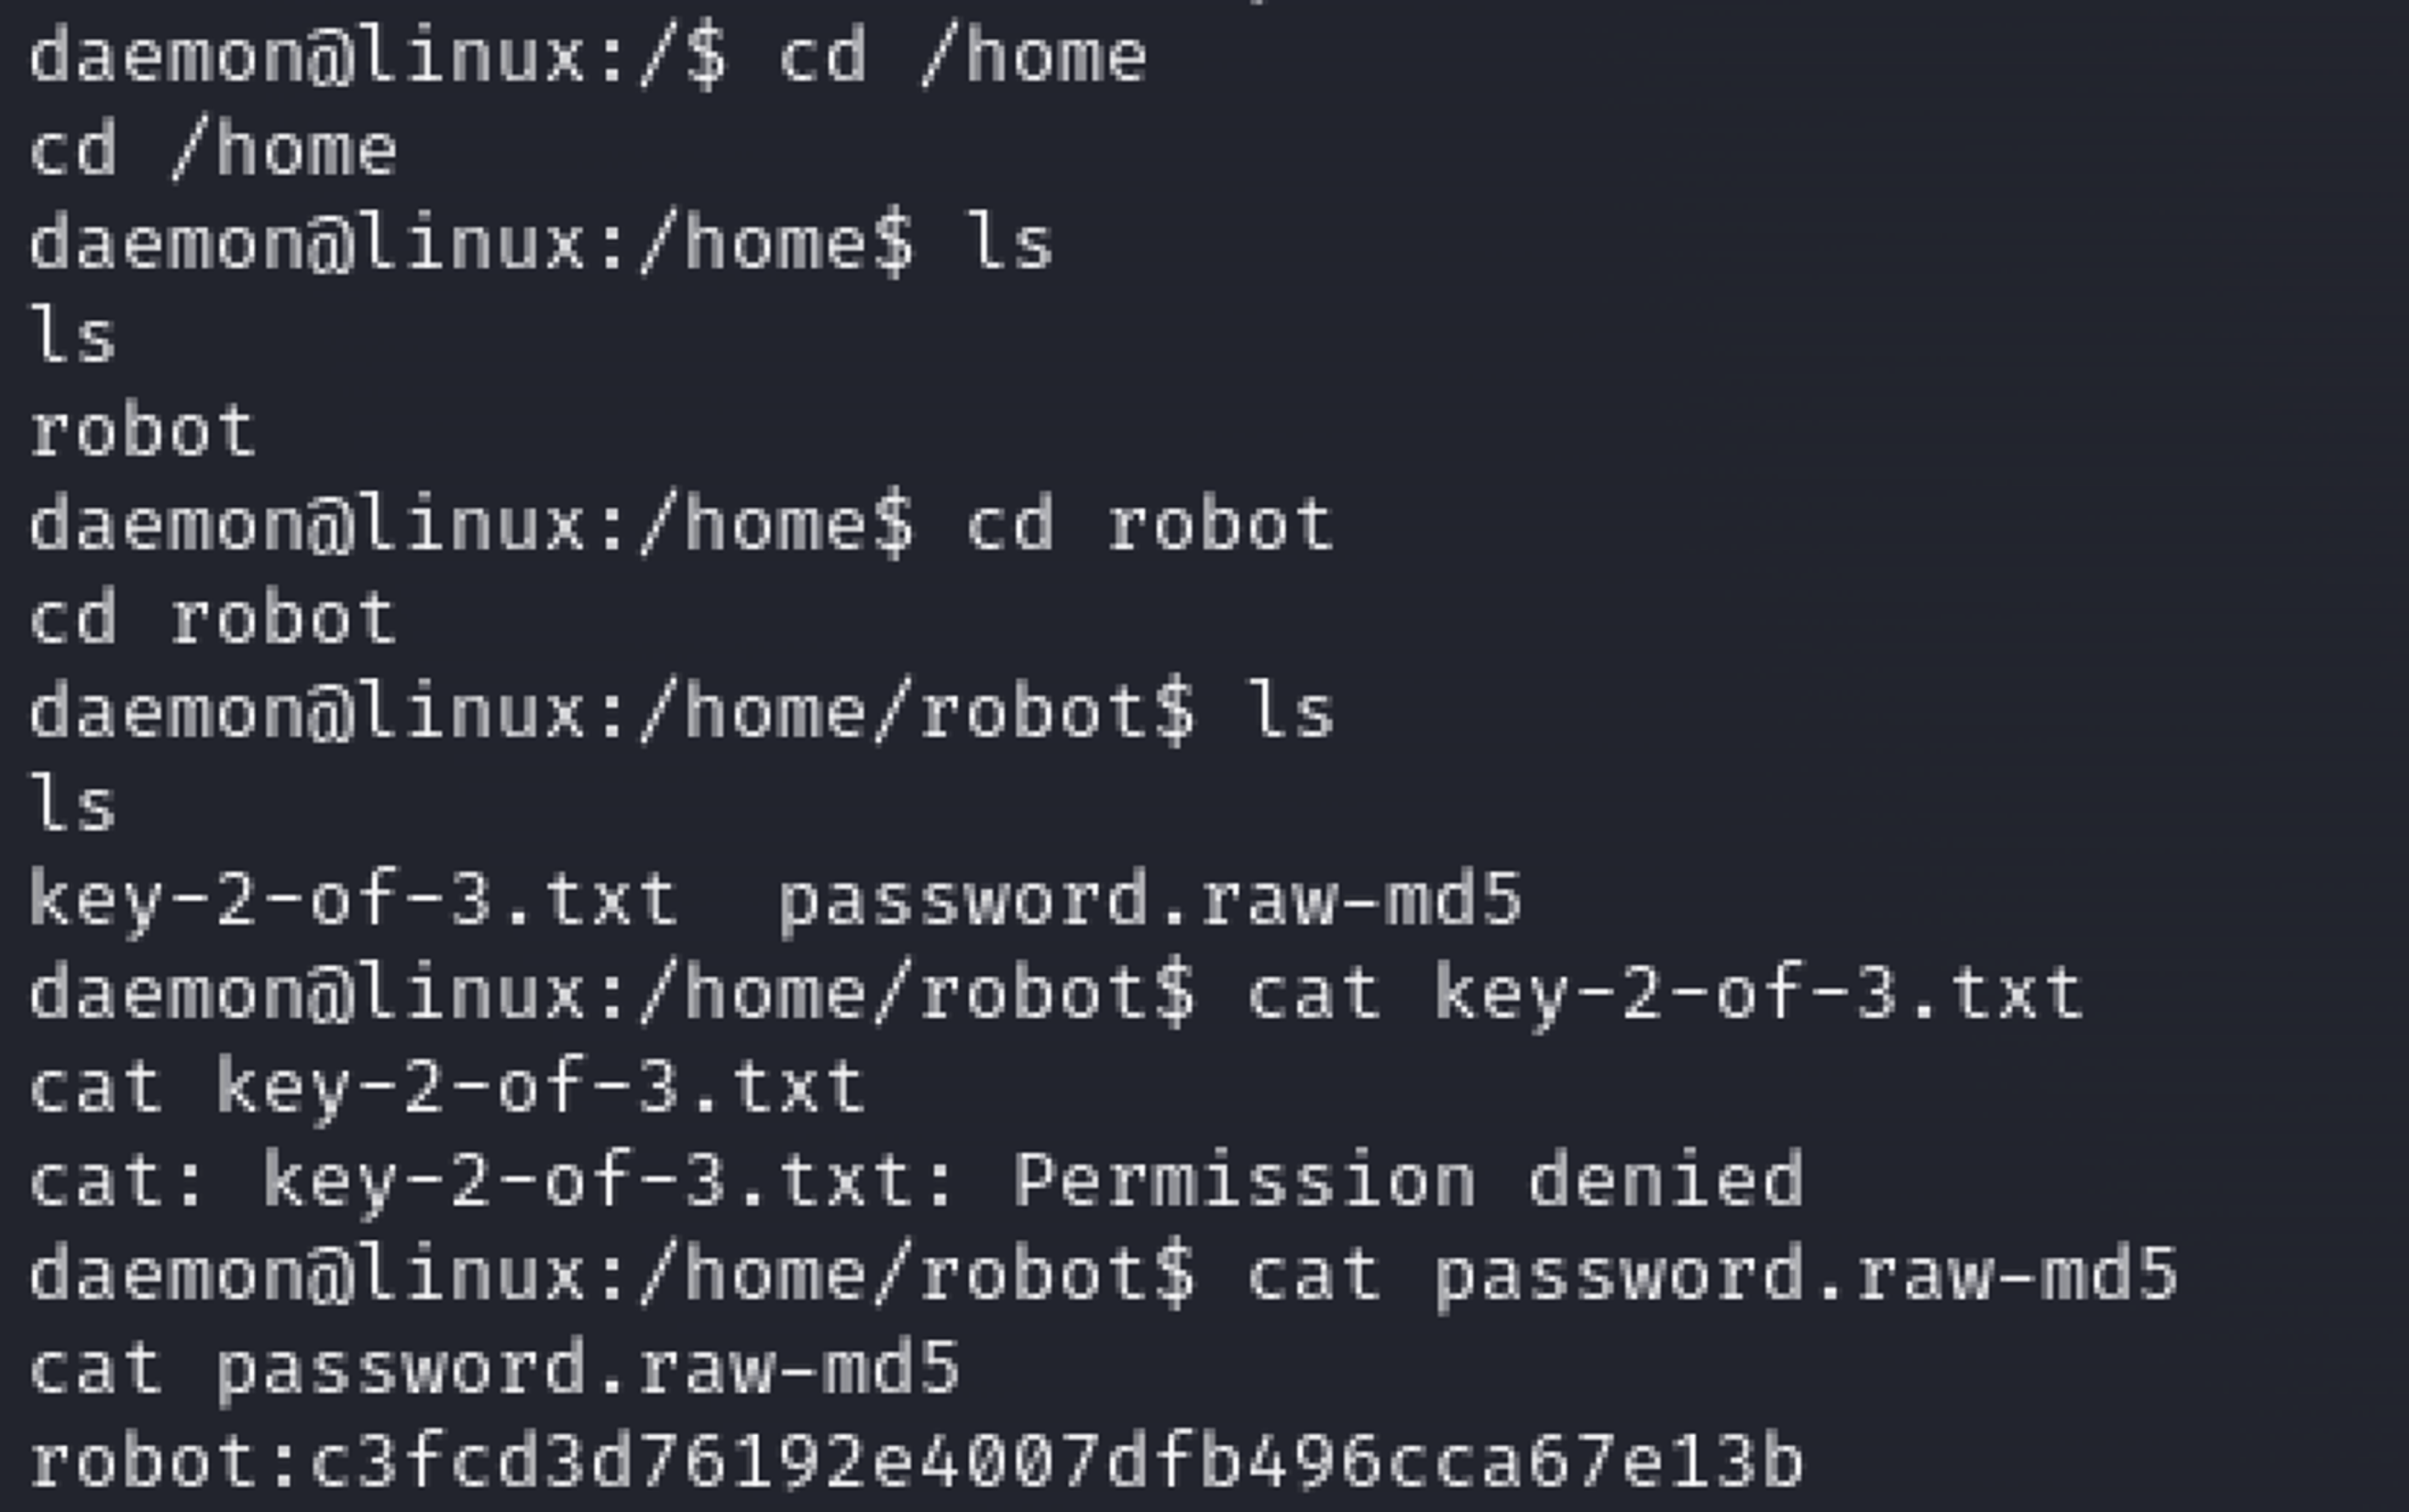 daemon@linux:/$ cd /home
cd /home
daemon@linux:/home$ ls
ls
robot
daemon@linux:/home$ cd robot
cd robot
daemon@linux:/home/robot$ ls
ls
key-2-of-3.txt  password.raw-md5
daemon@linux:/home/robot$ cat key-2-of-3.txt
cat key-2-of-3.txt
cat: key-2-of-3.txt: Permission denied
daemon@linux:/home/robot$ cat password.raw-md5
cat password.raw-md5
robot:c3fcd3d76192e4007dfb496cca67e13b